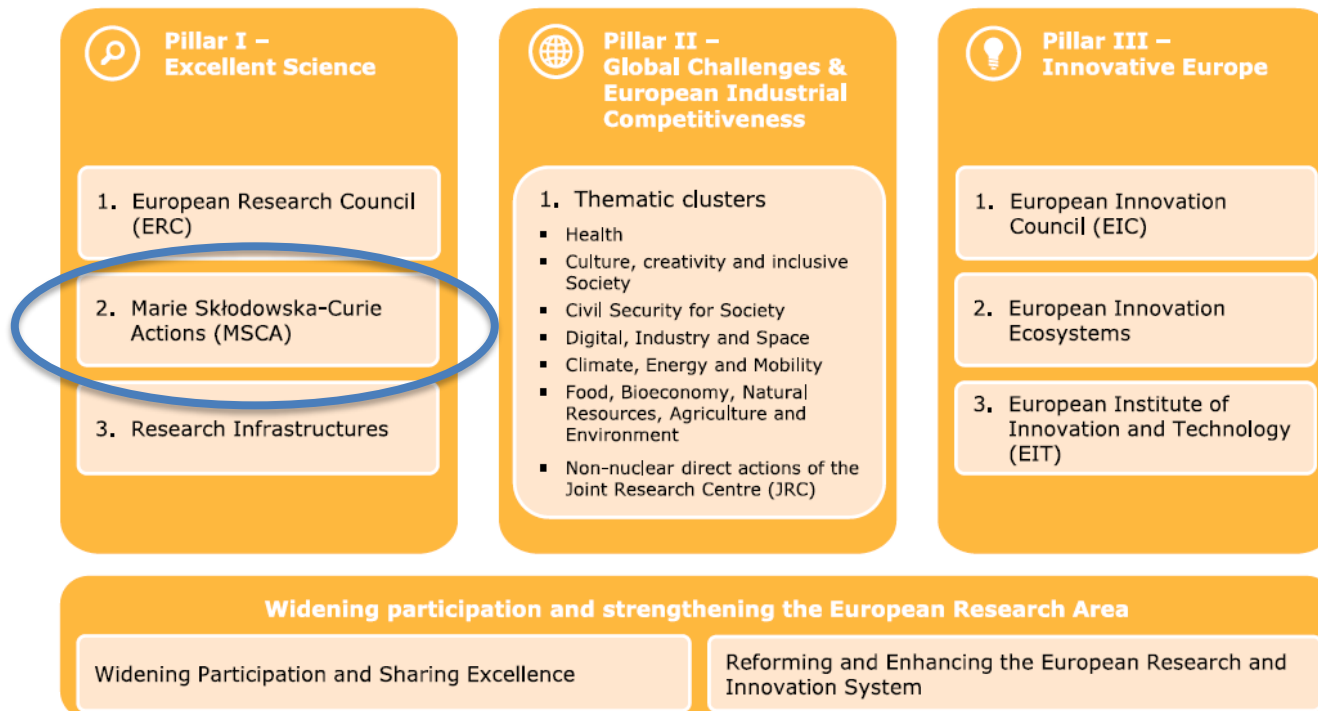 Pillar I –
Excellent Science
1. European Research Council
(ERC)
2. Marie Skłodowska-Curie
Actions (MSCA)
3. Research Infrastructures
Pillar II –
Global Challenges &
European Industrial
Competitiveness
1. Thematic clusters
▪ Health
▪ Culture, creativity and inclusive
Society
▪ Civil Security for Society
▪ Digital, Industry and Space
▪ Climate, Energy and Mobility
▪ Food, Bioeconomy, Natural
Resources, Agriculture and
Environment
▪ Non-nuclear direct actions of the
Joint Research Centre (JRC)
Pillar III –
Innovative Europe
1. European Innovation
Council (EIC)
2. European Innovation
Ecosystems
3. European Institute of
Innovation and Technology
(EIT)
Widening participation and strengthening the European Research Area
Widening Participation and Sharing Excellence
Reforming and Enhancing the European Research and
Innovation System